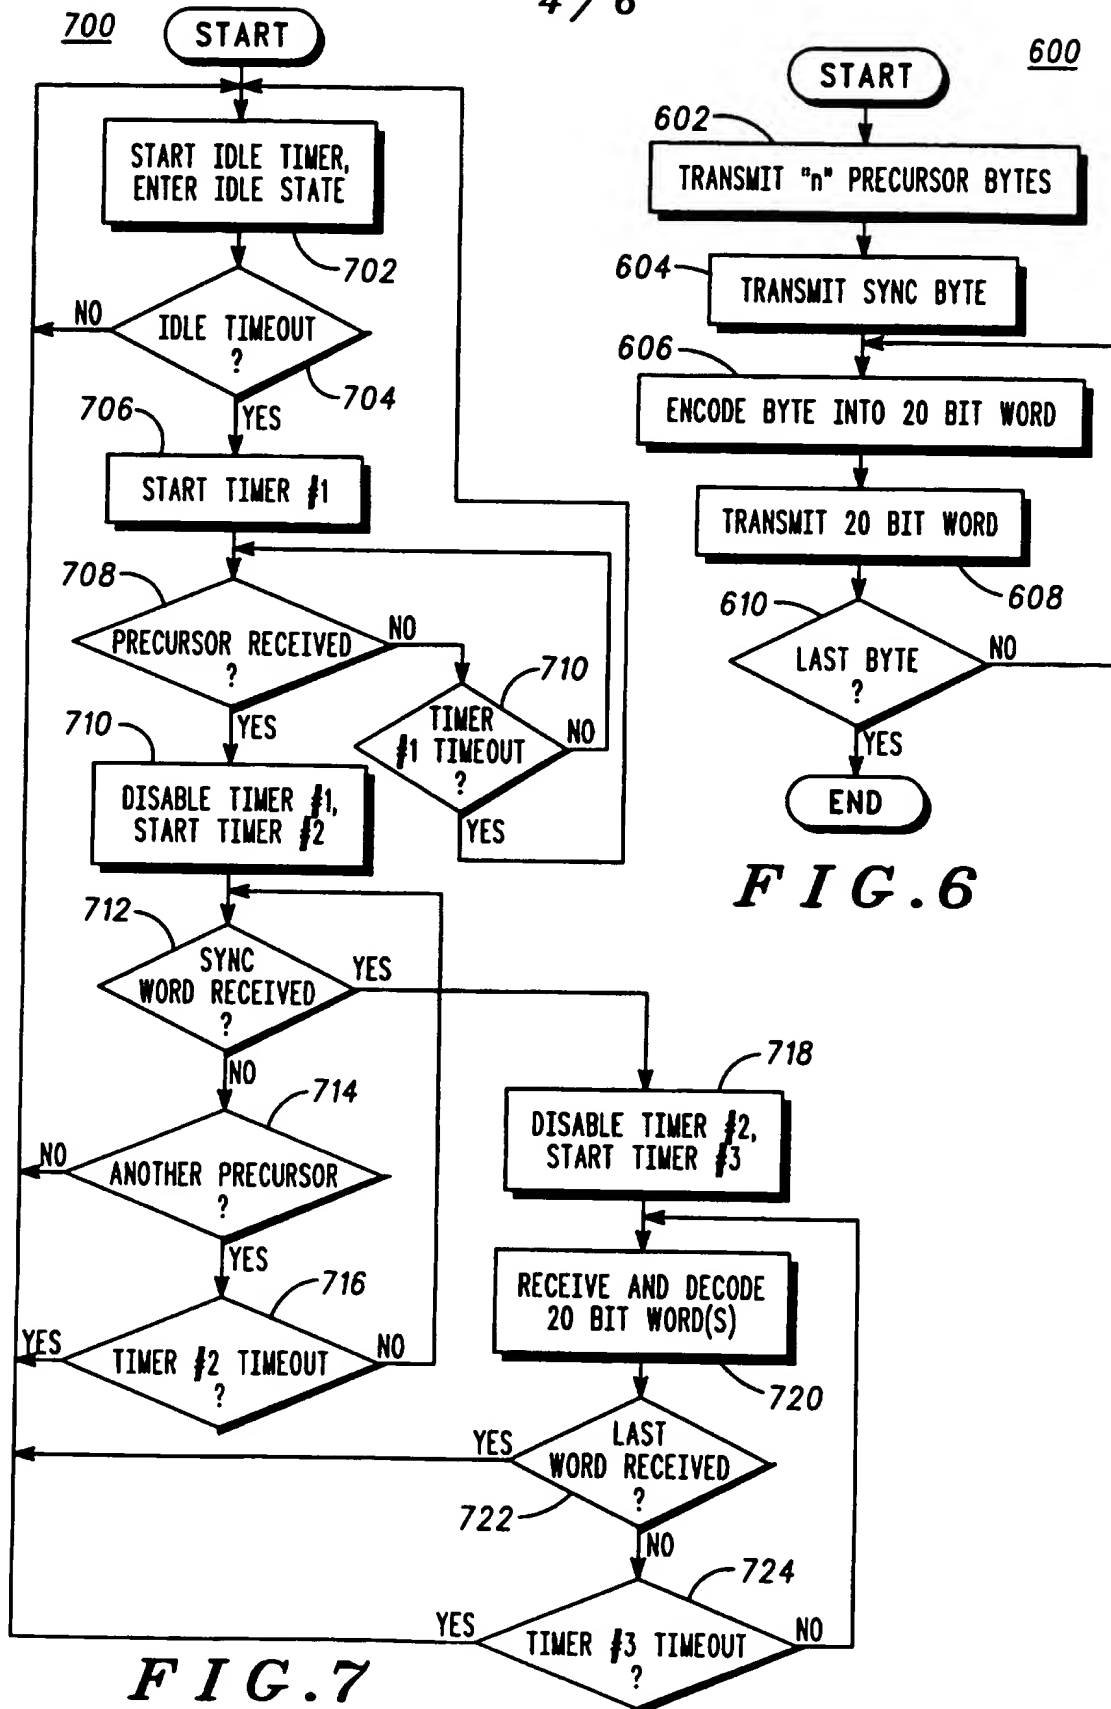 4/6
700
START
START IDLE TIMER,
ENTER IDLE STATE
702
NO
IDLE TIMEOUT
?
704
YES
706
START TIMER #1
708
PRECURSOR RECEIVED
?
NO
710
TIMER
#1 TIMEOUT
?
NO
YES
YES
710
DISABLE TIMER #1,
START TIMER #2
712
SYNC
WORD RECEIVED
?
YES
NO
714
NO
ANOTHER PRECURSOR
?
YES
716
YES
TIMER #2 TIMEOUT
?
NO
718
DISABLE TIMER #2,
START TIMER #3
RECEIVE AND DECODE
20 BIT WORD(S)
720
YES
LAST
WORD RECEIVED
?
722
NO
724
YES
TIMER #3 TIMEOUT
?
NO
FIG.7
600
START
602
TRANSMIT "n" PRECURSOR BYTES
604
TRANSMIT SYNC BYTE
606
ENCODE BYTE INTO 20 BIT WORD
TRANSMIT 20 BIT WORD
608
610
LAST BYTE
?
NO
YES
END
FIG.6